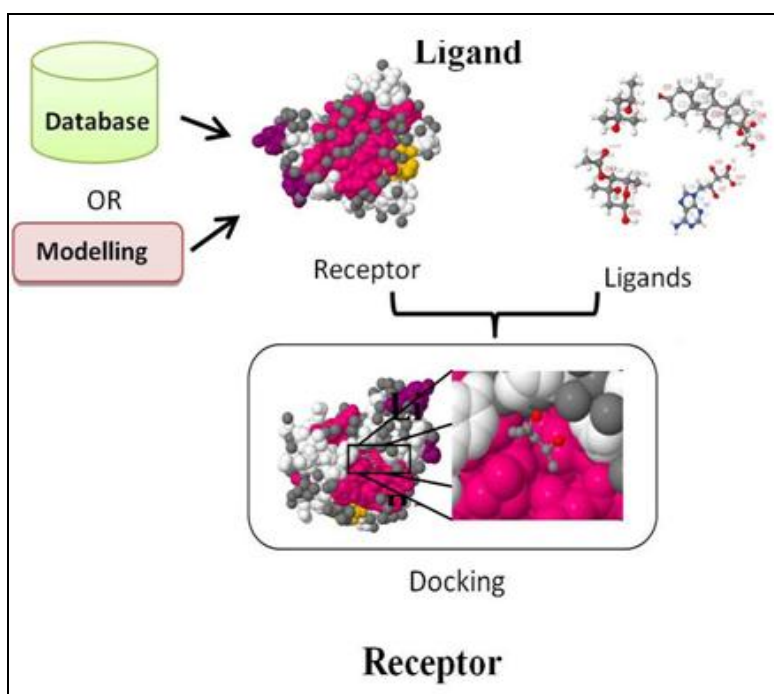 Ligand
Database
OR
Modelling
Receptor
Ligands
Docking
Receptor